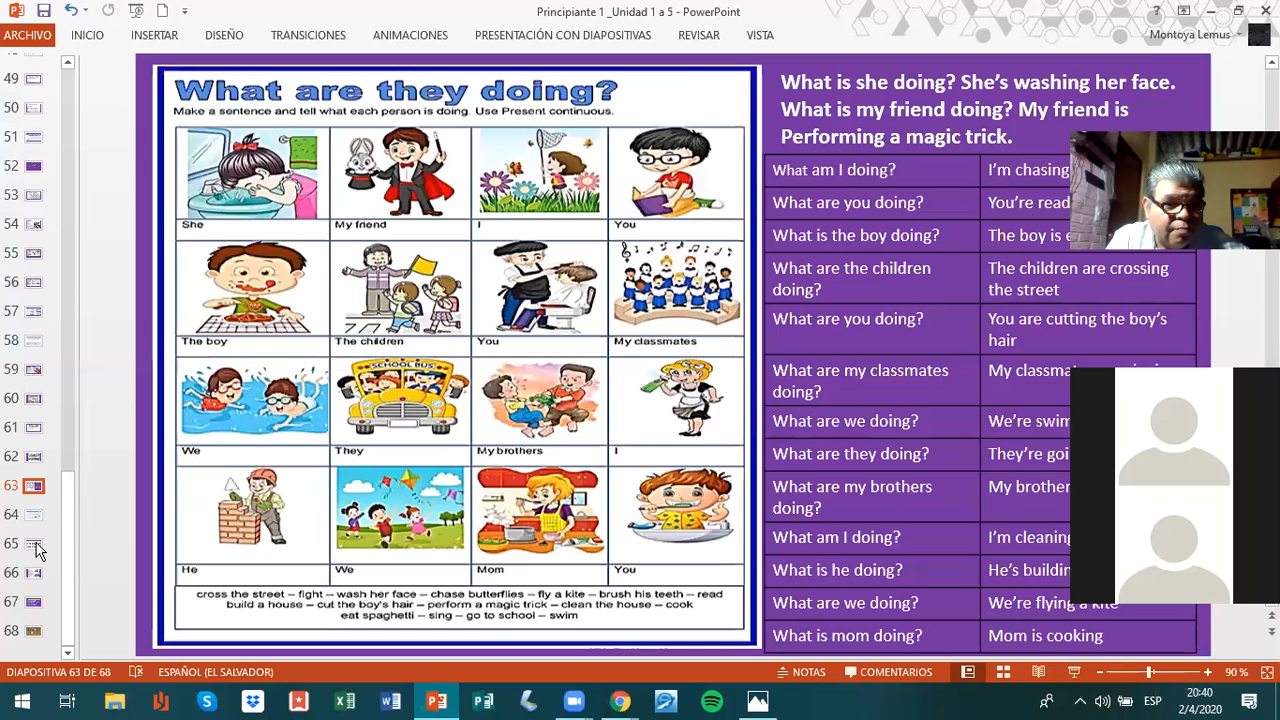 Principiante 1 _Unidad 1 a 5 - PowerPoint
ARCHIVO INICIO INSERTAR DISEÑO TRANSICIONES ANIMACIONES PRESENTACIÓN CON DIAPOSITIVAS REVISAR VISTA
Montoya Lemus
49
50
51
52
53
54
55
56
57
58
59
60
61
62
63
64
65
66
67
68
What are they doing?
Make a sentence and tell what each person is doing. Use Present continuous.
She My friend I You
SCHOOL BUS
The boy The children You My classmates
We They My brothers I
He We Mom You
cross the street – fight – wash her face – chase butterflies – fly a kite – brush his teeth – read
build a house – cut the boy's hair – perform a magic trick – clean the house – cook
eat spaghetti – sing – go to school – swim
What is she doing? She's washing her face.
What is my friend doing? My friend is
Performing a magic trick.
What am I doing? I'm chasing
What are you doing? You're read
What is the boy doing? The boy is e
What are the children
doing?
The children are crossing
the street
What are you doing?
You are cutting the boy's
hair
What are my classmates
doing?
My classma
What are we doing? We're swim
What are they doing? They're goi
What are my brothers
doing?
My brother
What am I doing? I'm cleanin
What is he doing? He's buildin
What are we doing? We're flying a kite
What is mom doing? Mom is cooking
DIAPOSITIVA 63 DE 68 ESPAÑOL (EL SALVADOR) NOTAS COMENTARIOS 90 %
ESP
20:40
2/4/2020